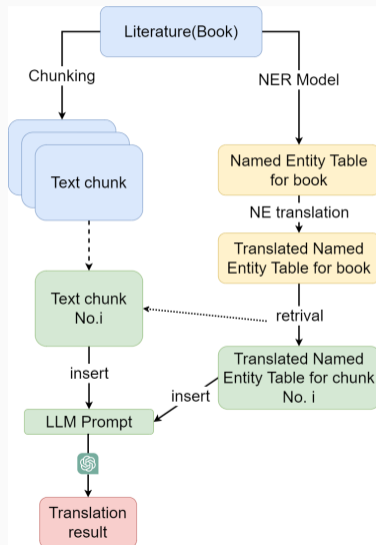 Literature(Book)
Chunking
NER Model
Text chunk
Named Entity Table
for book
NE translation
Translated Named
Entity Table for book
Text chunk
No.i
retrival
Translated Named
Entity Table for chunk
No. i
insert
insert
LLM Prompt
Translation
result